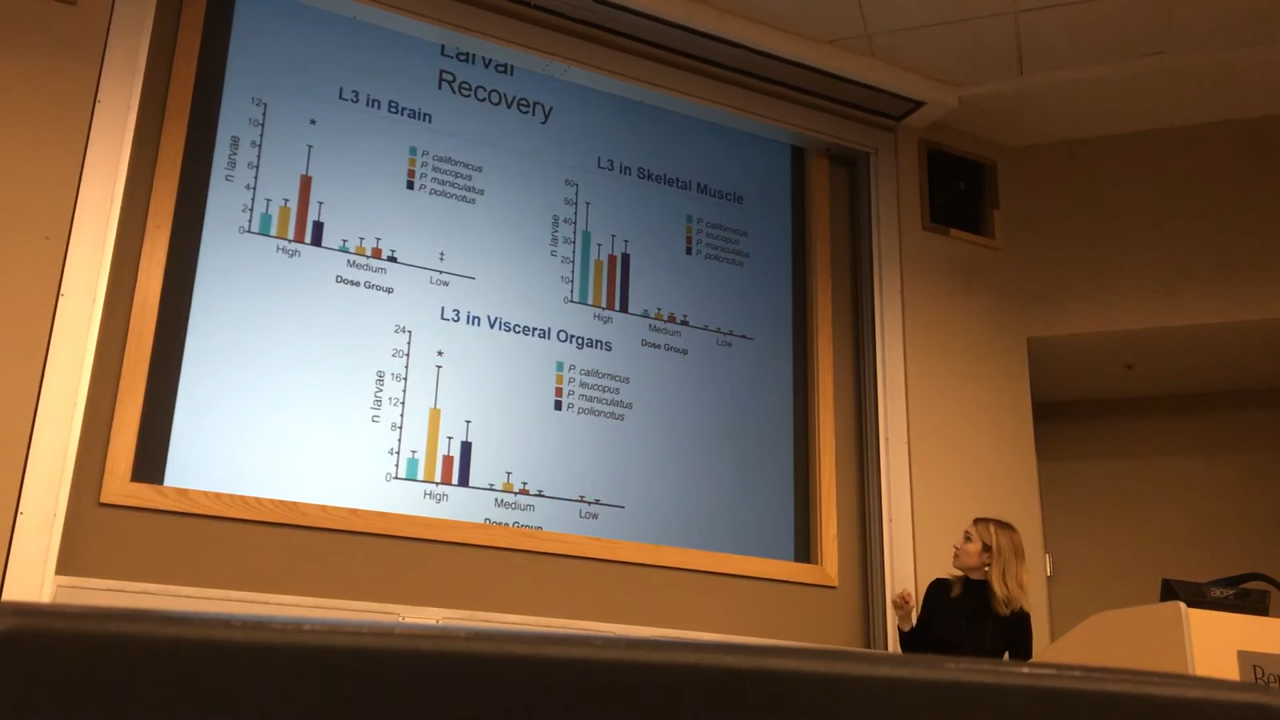 Larval
Recovery
L3 in Brain
12
10
8
6
4
2
0
n larvae
*
P. californicus
P. leucopus
P. maniculatus
P. polionotus
‡
High
Medium
Low
Dose Group
L3 in Skeletal Muscle
60
50
40
30
20
10
0
n larvae
P. californicus
P. leucopus
P. maniculatus
P. polionotus
High
Medium
Low
Dose Group
L3 in Visceral Organs
24
20
16
12
8
4
0
n larvae
*
P. californicus
P. leucopus
P. maniculatus
P. polionotus
High
Medium
Low
Dose Group
acer